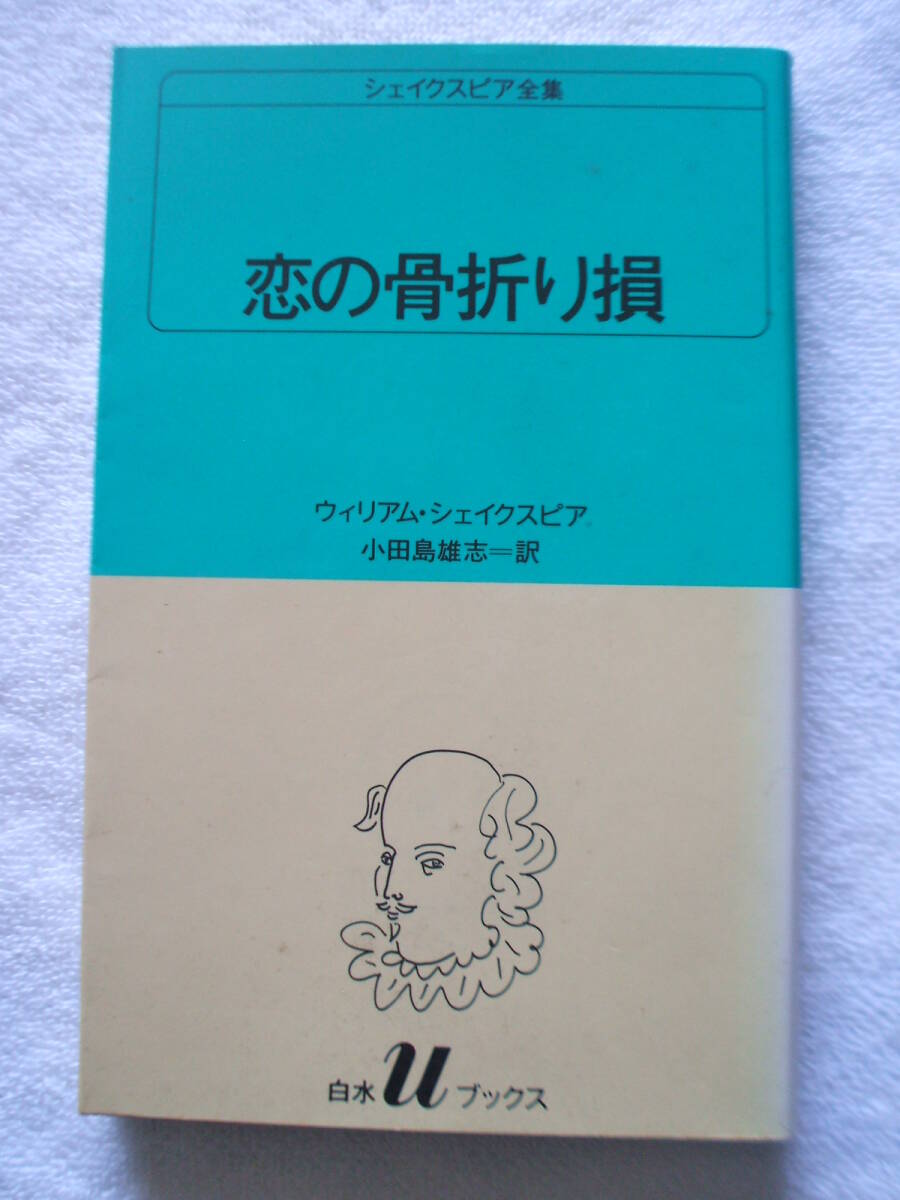 シェイクスピア全集
恋の骨折り損
ウィリアム・シェイクスピア
小田島雄志＝訳
白水uブックス